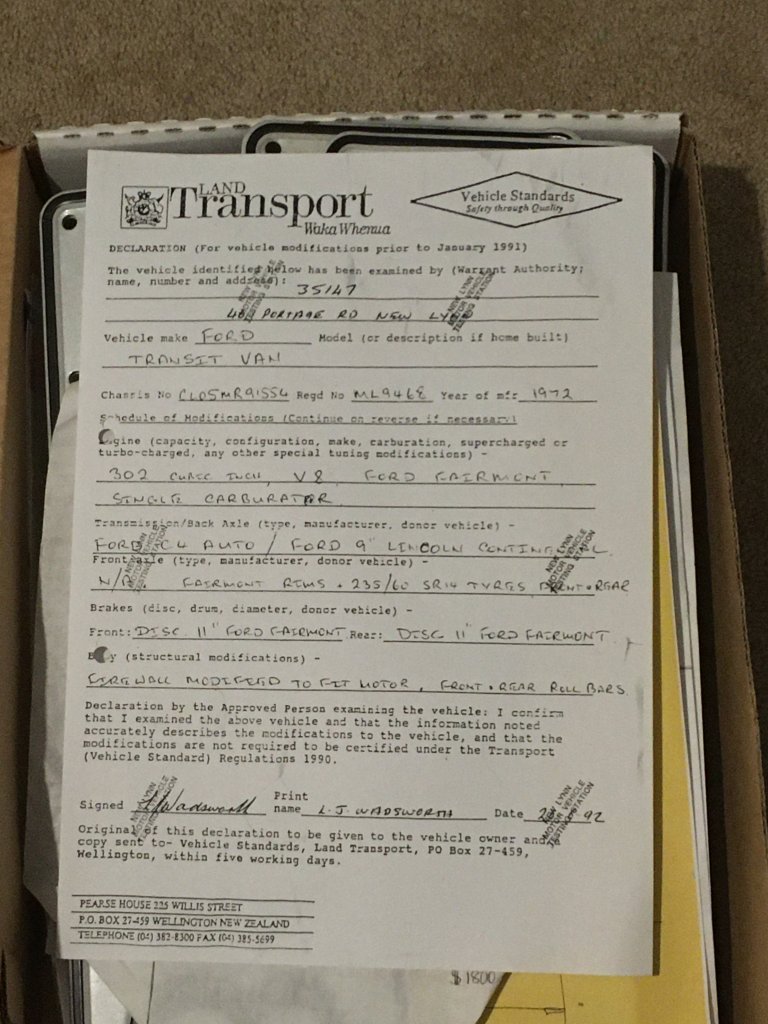 LAND
Transport
Waka Whenua
Vehicle Standards
Safety through Quality
DECLARATION (For vehicle modifications prior to January 1991)
The vehicle identified below has been examined by (Warrant Authority;
name, number and address):
35147
PORTAGE RD NEW LYNN
Vehicle make FORD Model (or description if home built)
TRANSIT VAN
Chassis No Regd No ML9468 Year of mfr 1972
Schedule of Modifications (Continue on reverse if necessary)
Engine (capacity, configuration, make, carburation, supercharged or
turbo-charged, any other special tuning modifications) -
302 CUBIC INCH, V8 FORD FAIRMONT
SINGLE CARBURATOR
Transmission/Back Axle (type, manufacturer, donor vehicle) -
FORD C4 AUTO / FORD 9" LINCOLN CONTINENTAL
Front axle (type, manufacturer, donor vehicle) -
N/A. FAIRMONT RIMS + 235/60 SR14 TYRES FRONT + REAR
Brakes (disc, drum, diameter, donor vehicle) -
Front: DISC 11" FORD FAIRMONT Rear: DISC 11" FORD FAIRMONT
Body (structural modifications) -
FIREWALL MODIFIED TO FIT MOTOR, FRONT + REAR ROLL BARS
Declaration by the Approved Person examining the vehicle: I confirm
that I examined the above vehicle and that the information noted
accurately describes the modifications to the vehicle, and that the
modifications are not required to be certified under the Transport
(Vehicle Standard) Regulations 1990.
Signed LJWadsworth Print
name L.J. WADSWORTH Date 92
NEW LYNN
MOTOR VEHICLE
TESTING STATION
Original of this declaration to be given to the vehicle owner and
copy sent to- Vehicle Standards, Land Transport, PO Box 27-459,
Wellington, within five working days.
PEARSE HOUSE 225 WILLIS STREET
P.O. BOX 27-459 WELLINGTON NEW ZEALAND
TELEPHONE (04) 382-8300 FAX (04) 385-5699
$1800